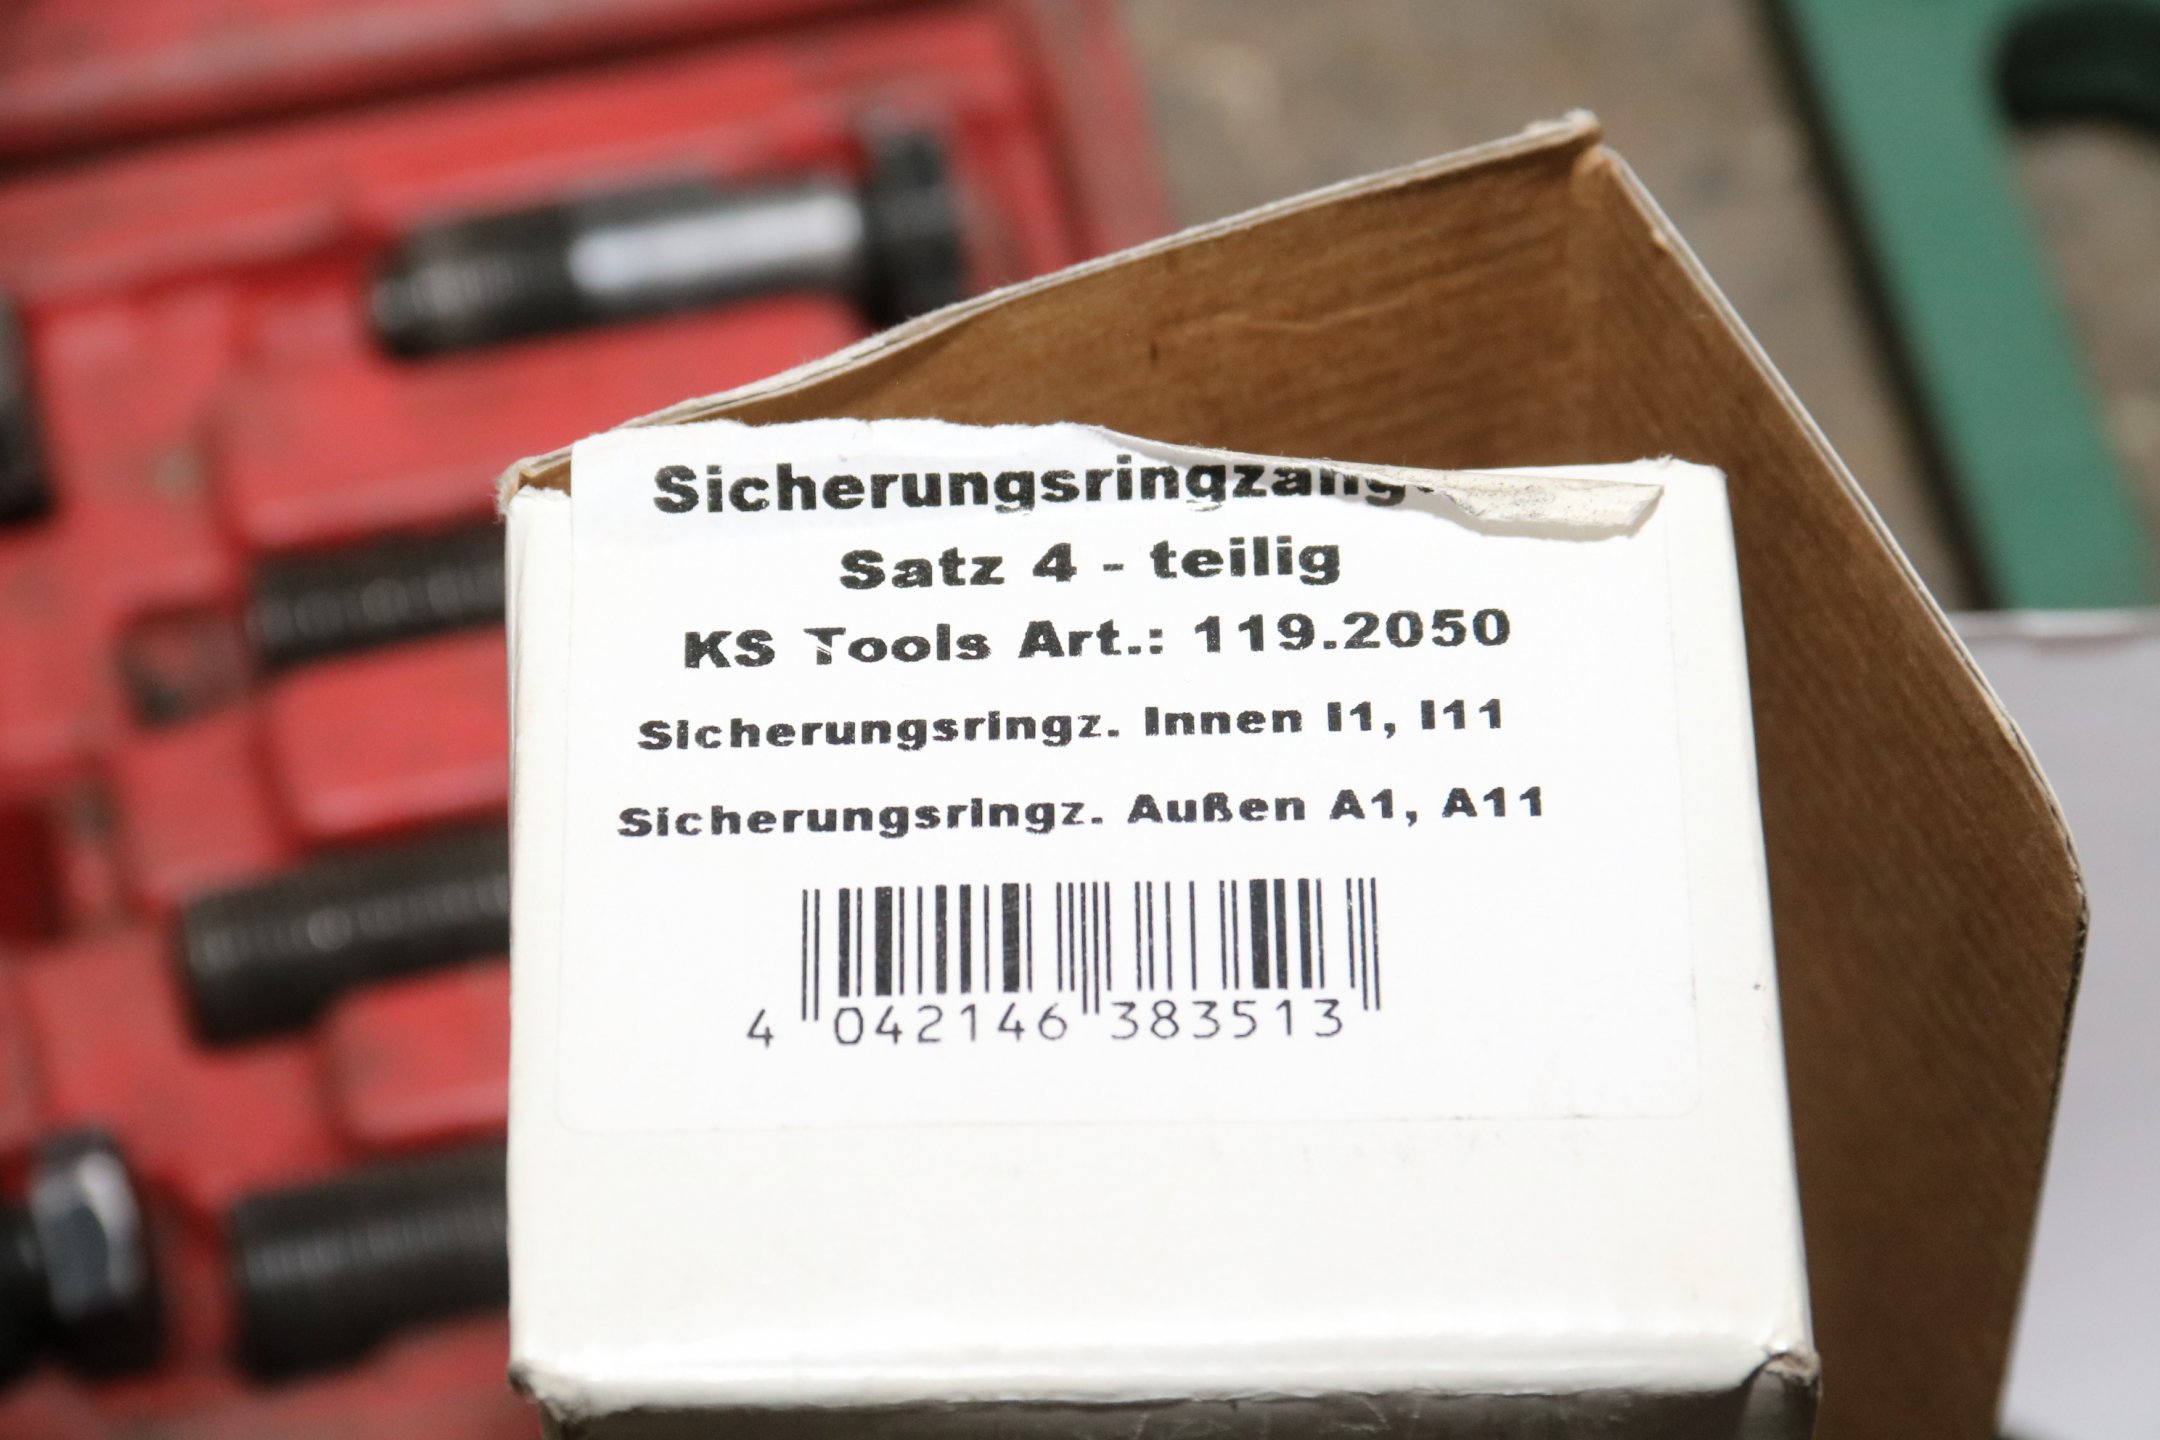 Sicherungsringzang
Satz 4 - teilig
KS Tools Art.: 119.2050
Sicherungsringz. Innen I1, I11
Sicherungsringz. Außen A1, A11
4 042146 383513